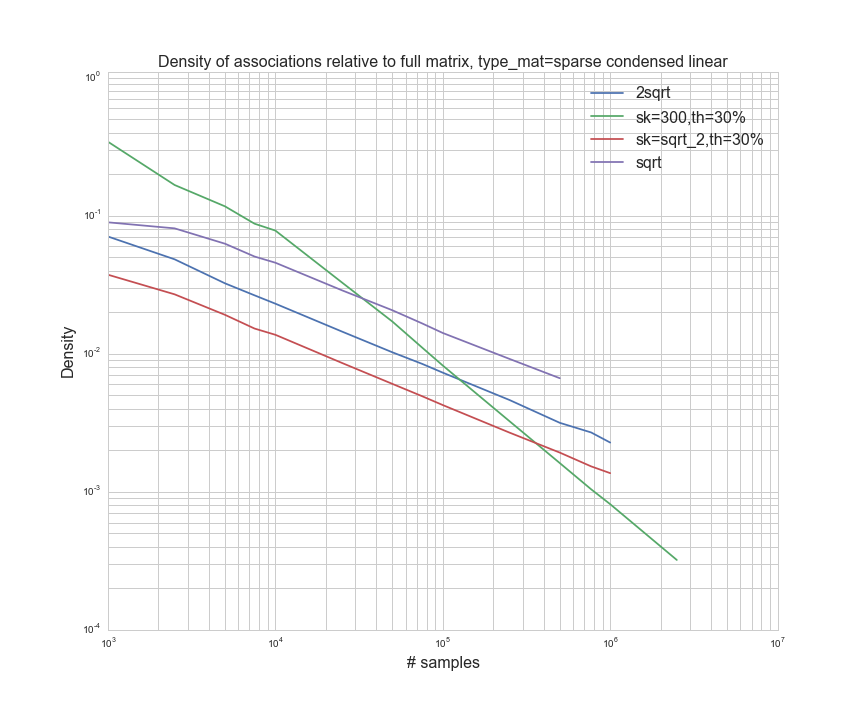 Density of associations relative to full matrix, type_mat=sparse condensed linear
2sqrt
sk=300,th=30%
sk=sqrt_2,th=30%
sqrt
Density
10^0
10^-1
10^-2
10^-3
10^-4
10^3 10^4 10^5 10^6 10^7
# samples